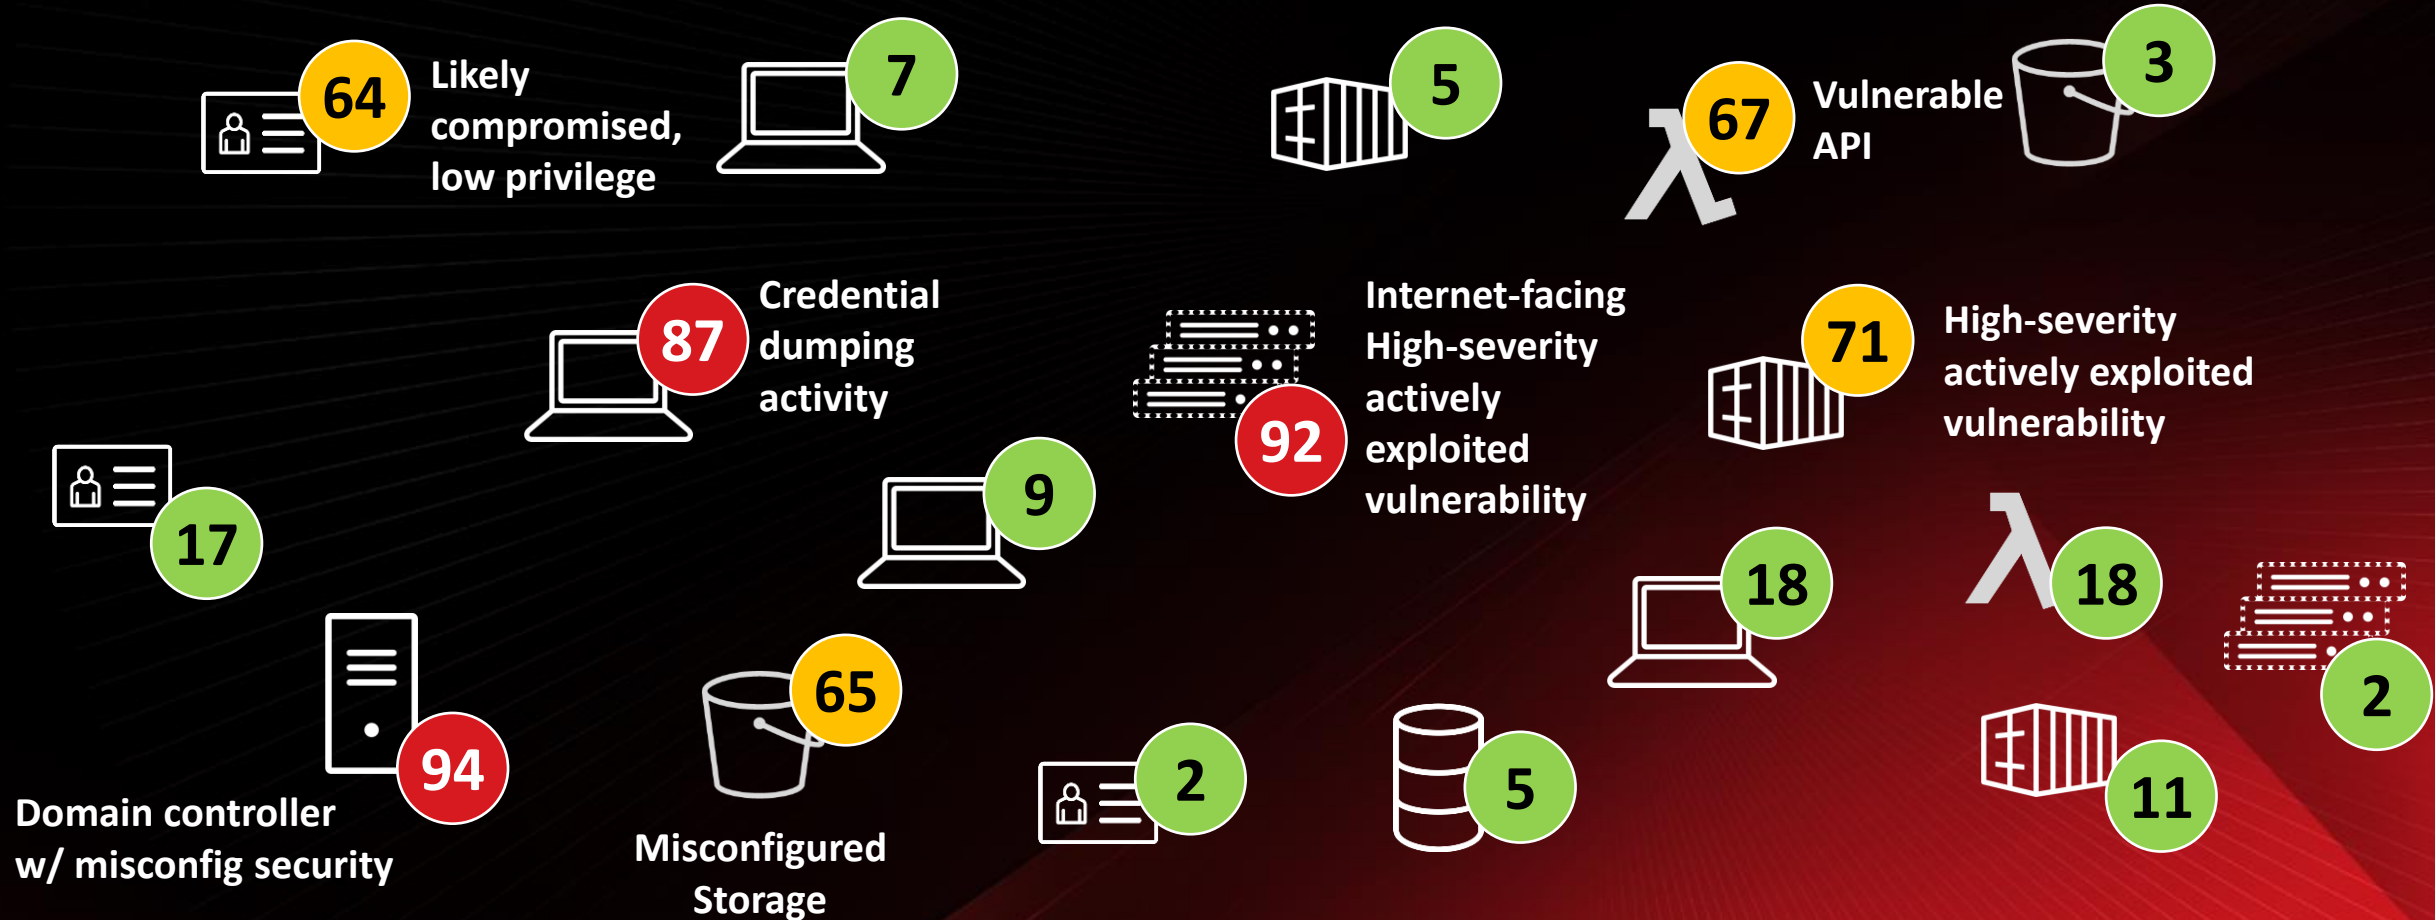 64
Likely
compromised,
low privilege
7
5
67
Vulnerable
API
3
87
Credential
dumping
activity
92
Internet-facing
High-severity
actively
exploited
vulnerability
71
High-severity
actively exploited
vulnerability
17
9
18
18
2
94
Domain controller
w/ misconfig security
65
Misconfigured
Storage
2
5
11